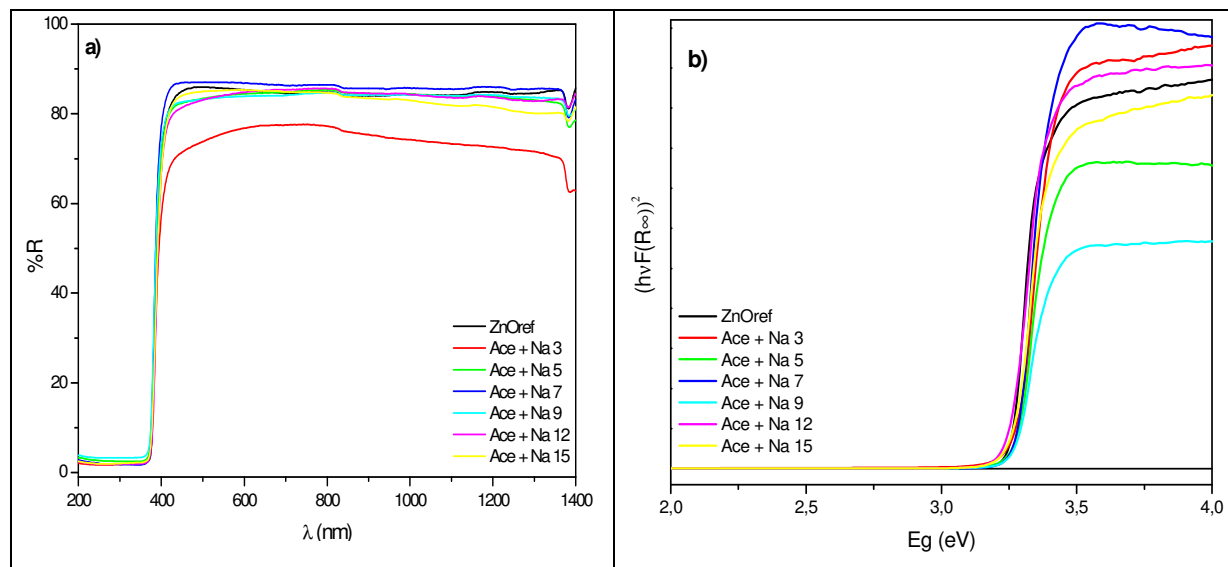 a)
100
80
60
40
20
0
%R
200
400
600
800
1000
1200
1400
λ (nm)
ZnOref
Ace + Na 3
Ace + Na 5
Ace + Na 7
Ace + Na 9
Ace + Na 12
Ace + Na 15
b)
(hνF(R∞))²
ZnOref
Ace + Na 3
Ace + Na 5
Ace + Na 7
Ace + Na 9
Ace + Na 12
Ace + Na 15
2,0
2,5
3,0
3,5
4,0
Eg (eV)